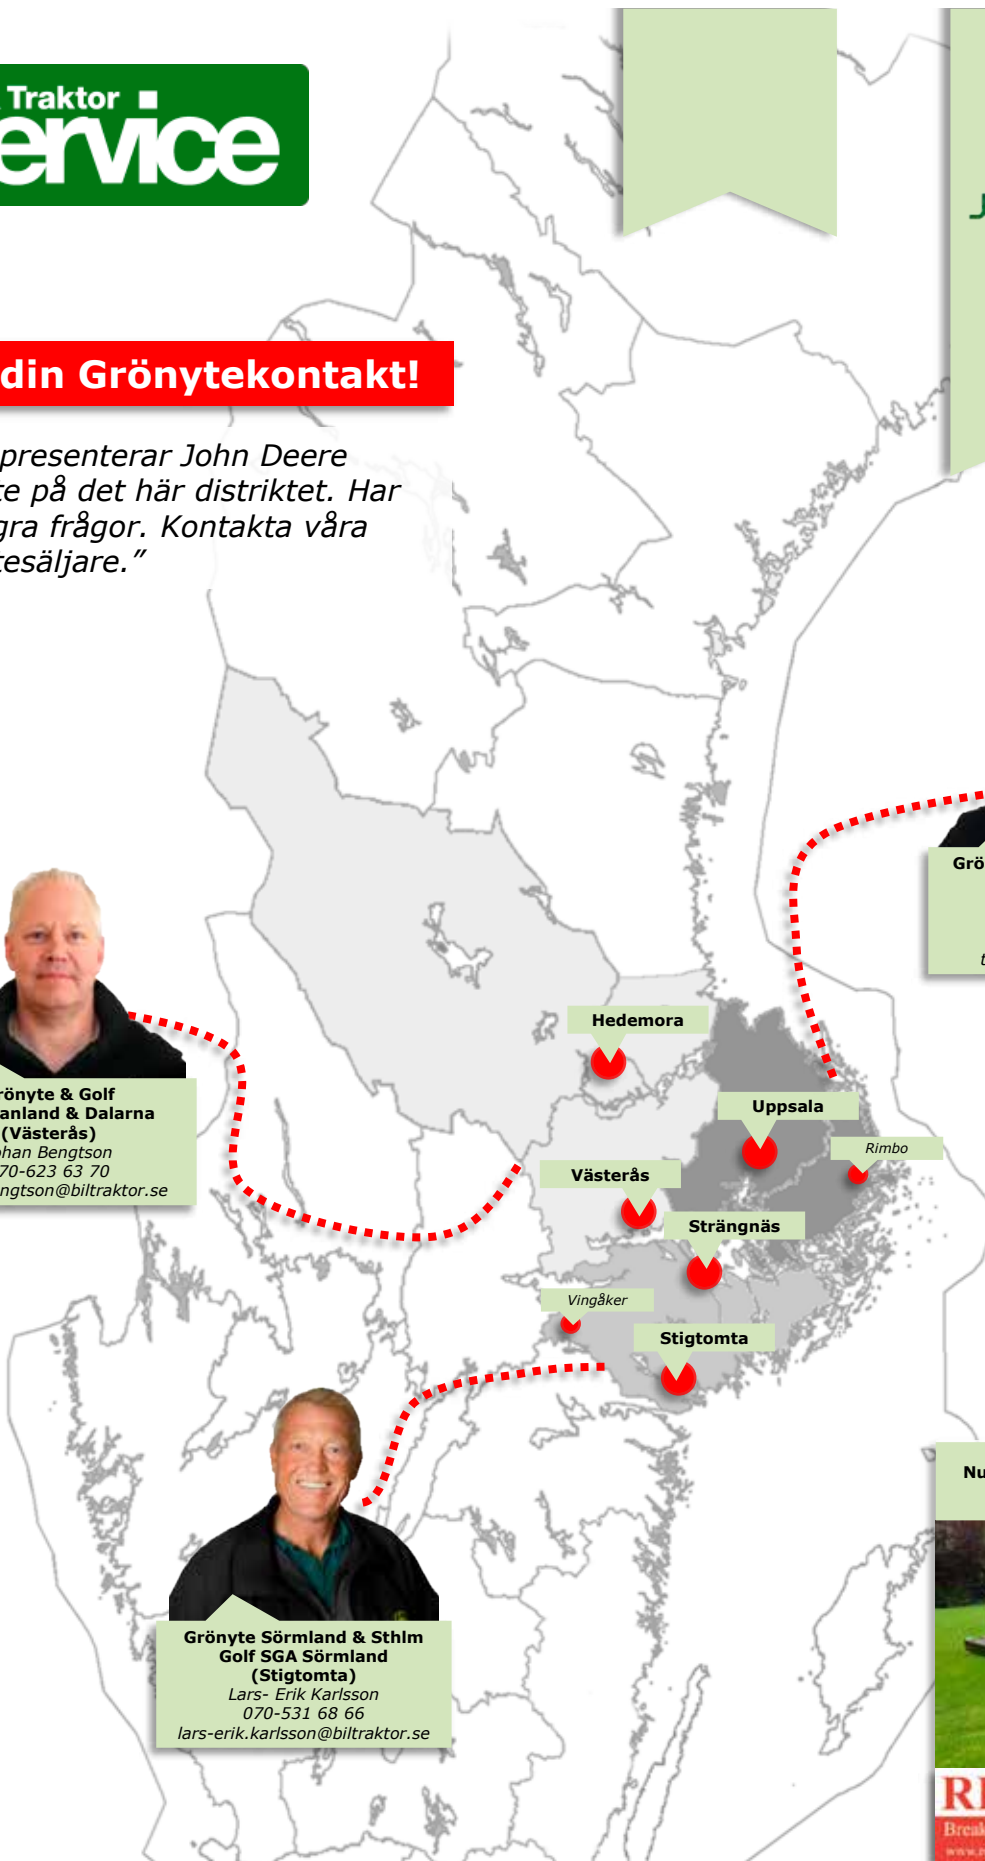 Traktor
ervice
din Grönytekontakt!
presenterar John Deere
te på det här distriktet. Har
gra frågor. Kontakta våra
tesäljare.”
Grö
t
Hedemora
Uppsala
Rimbo
Västerås
Strängnäs
Vingåker
Stigtomta
rönyte & Golf
anland & Dalarna
(Västerås)
ohan Bengtson
70-623 63 70
ngtson@biltraktor.se
Grönyte Sörmland & Sthlm
Golf SGA Sörmland
(Stigtomta)
Lars- Erik Karlsson
070-531 68 66
lars-erik.karlsson@biltraktor.se
Nu
Break